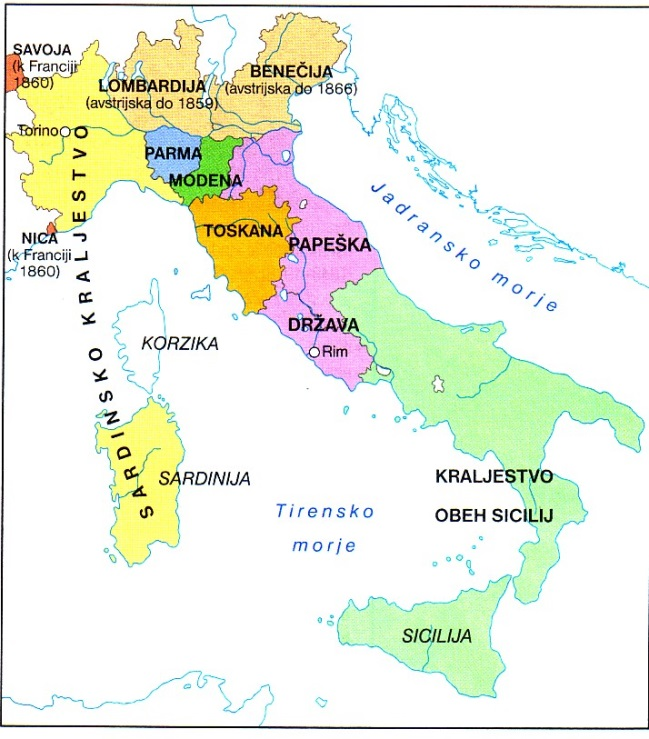 SAVOJA
(k Franciji
1860)
LOMBARDIJA
(avstrijska do 1859)
BENEČIJA
(avstrijska do 1866)
Torino
PARMA
MODENA
NICA
(k Franciji
1860)
TOSKANA
PAPEŠKA
DRŽAVA
Rim
Jadransko morje
SARDINSKO KRALJESTVO
KORZIKA
SARDINIJA
Tirensko
morje
KRALJESTVO
OBEH SICILIJ
SICILIJA